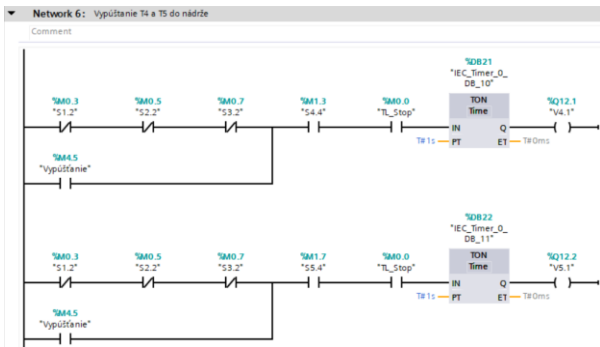 Network 6: Vypúštanie T4 a T5 do nádrže
Comment
%DB21
"IEC_Timer_0_
DB_10"
%M0.3 %M0.5 %M0.7 %M1.3 %M0.0 TON %Q12.1
"S1.2" "S2.2" "S3.2" "S4.4" "TL_Stop" Time "V4.1"
IN Q
T#1s PT ET T#0ms
%M4.5
"Vypúšťanie"
%DB22
"IEC_Timer_0_
DB_11"
%M0.3 %M0.5 %M0.7 %M1.7 %M0.0 TON %Q12.2
"S1.2" "S2.2" "S3.2" "S5.4" "TL_Stop" Time "V5.1"
IN Q
T#1s PT ET T#0ms
%M4.5
"Vypúšťanie"